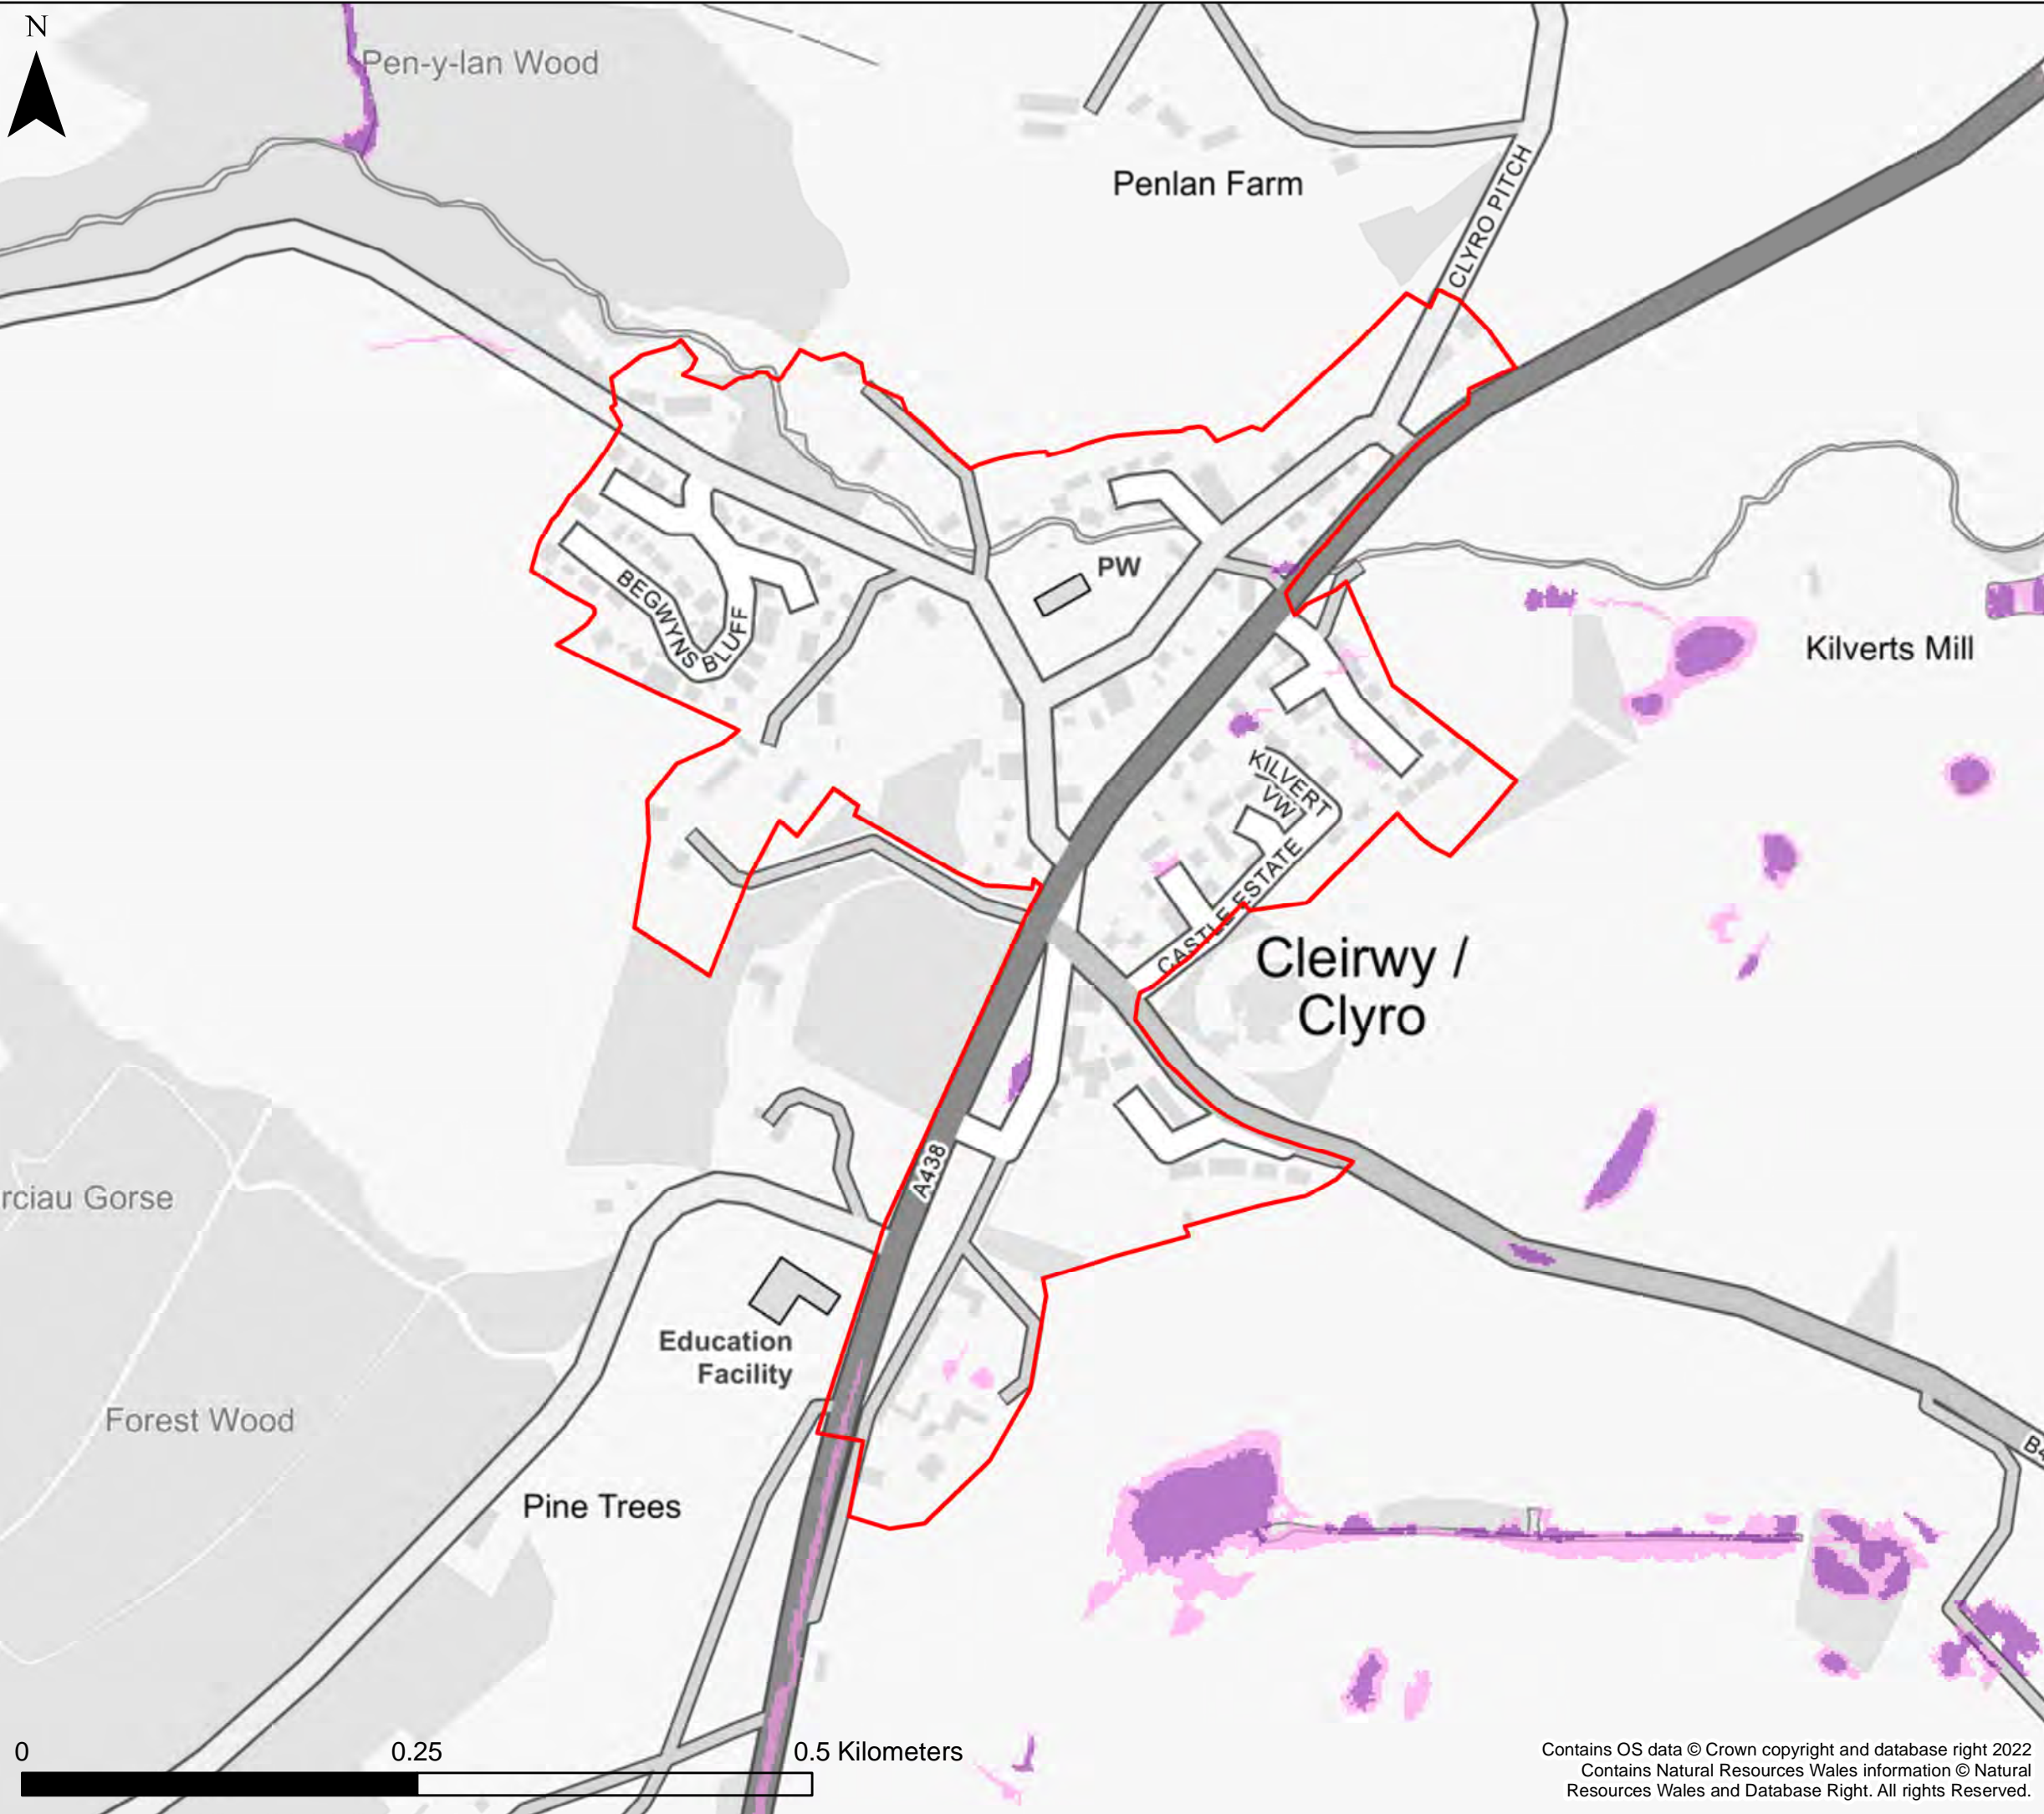 N
Pen-y-lan Wood
Penlan Farm
CLYRO PITCH
PW
BEGWYNS
BLUFF
Kilverts Mill
KILVERT
VW
CASTLE ESTATE
Cleirwy /
Clyro
A438
rciau Gorse
Education
Facility
Forest Wood
Pine Trees
B4
0
0.25
0.5 Kilometers
Contains OS data © Crown copyright and database right 2022
Contains Natural Resources Wales information © Natural
Resources Wales and Database Right. All rights Reserved.